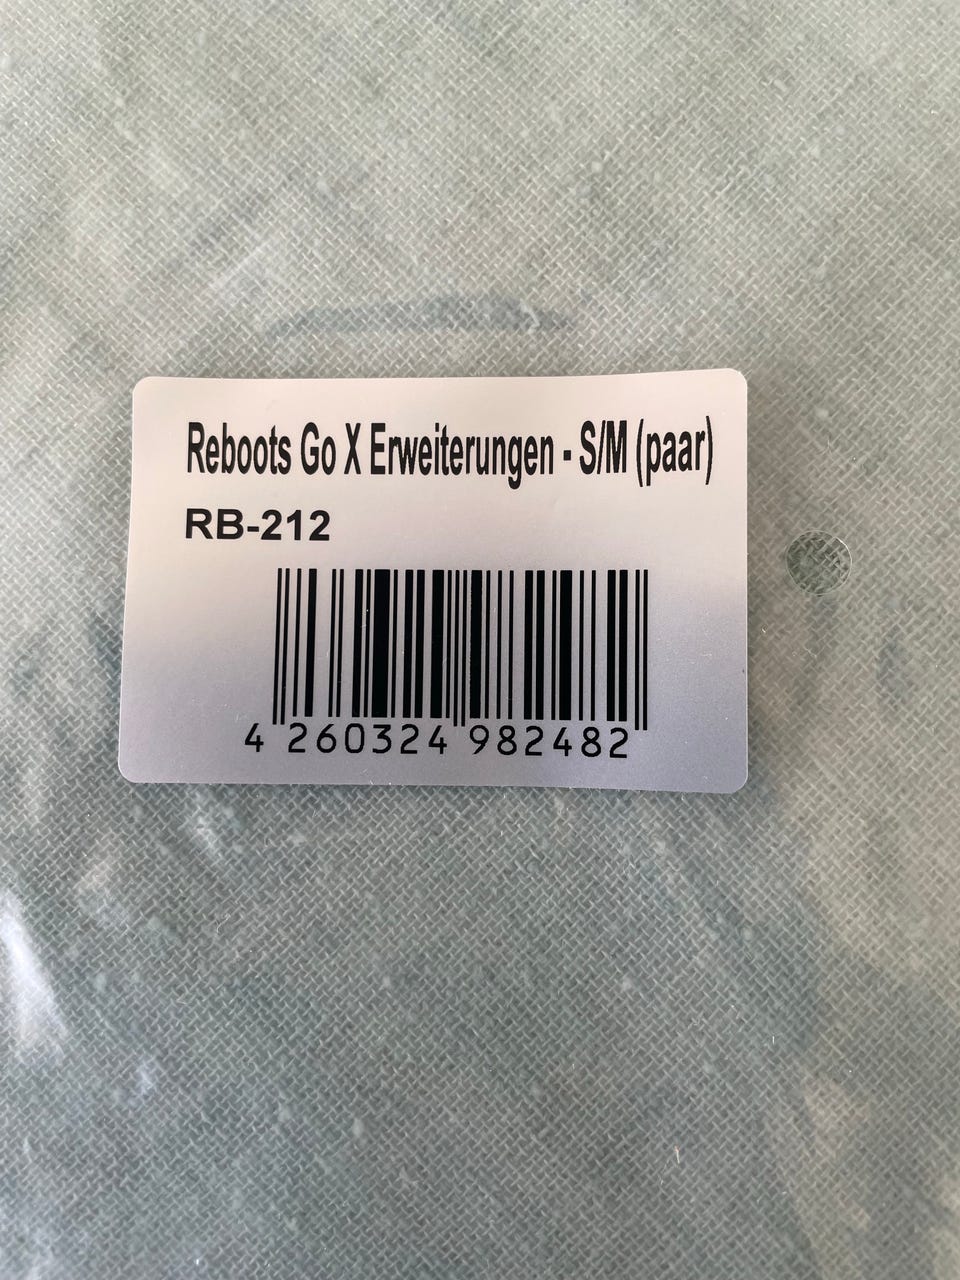 Reboots Go X Erweiterungen - S/M (paar)
RB-212
4 260324 982482